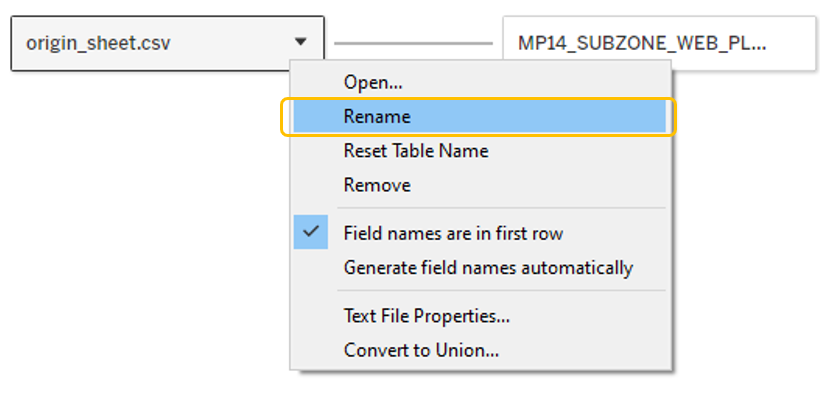 origin_sheet.csv
MP14_SUBZONE_WEB_PL...
Open...
Rename
Reset Table Name
Remove
Field names are in first row
Generate field names automatically
Text File Properties...
Convert to Union...